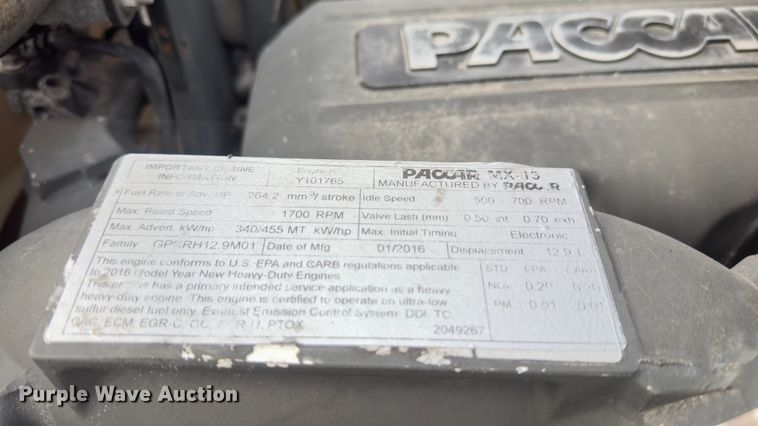 PACCAR
IMPORTANT ENGINE INFORMATION
Engine
Y101765
PACCAR MX-13
MANUFACTURED BY PACCAR
Fuel Rate at Adv. HP 264.2 mm³/stroke
Idle Speed 600 - 700 RPM
Max. Rated Speed 1700 RPM
Valve Lash (mm) 0.50 int 0.70 exh
Max. Advert. kW/hp 340/455 MT kW/hp
Max. Initial Timing Electronic
Family
Date of Mfg 01/2016
Displacement 12.9 L
This engine conforms to U.S. EPA and CARB regulations applicable
to 2016 Model Year New Heavy-Duty Engines
This engine has a primary intended service application as a heavy
heavy-duty engine. This engine is certified to operate on ultra-low
sulfur diesel fuel only. Exhaust Emission Control System: DDI, TC,
CAC, ECM, EGR-C, OC, PTOX
STD EPA CARB
NOx 0.20 0.20
PM 0.01 0.01
2049267
Purple Wave Auction